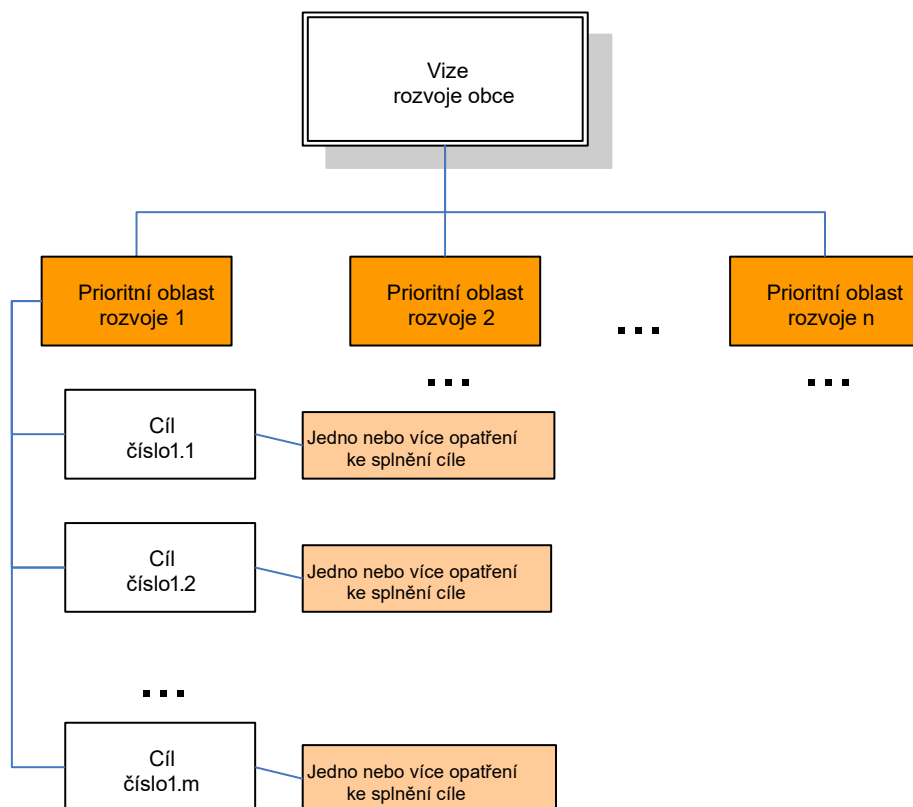 Vize
rozvoje obce
Prioritní oblast
rozvoje 1
Prioritní oblast
rozvoje 2
...
Prioritní oblast
rozvoje n
...
...
Cíl
číslo1.1
Jedno nebo více opatření
ke splnění cíle
Cíl
číslo1.2
Jedno nebo více opatření
ke splnění cíle
...
Cíl
číslo1.m
Jedno nebo více opatření
ke splnění cíle